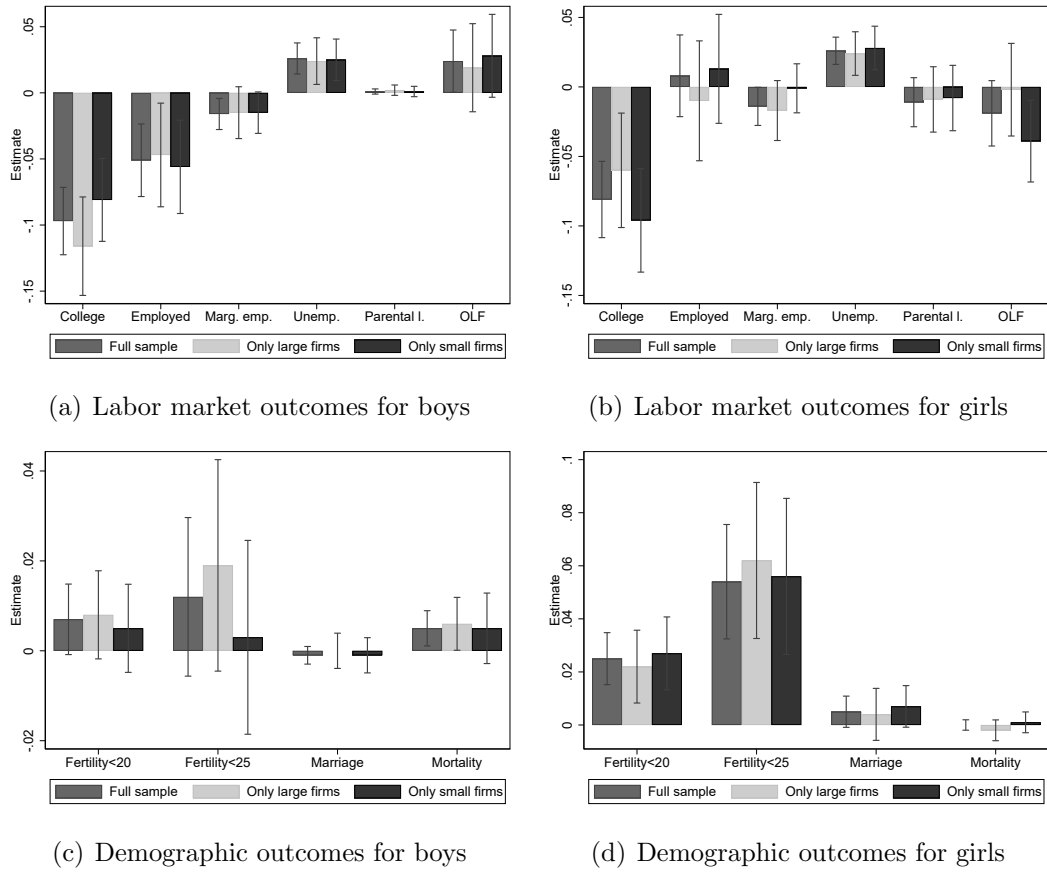 .05
0
-.05
-.1
-.15
Estimate
College Employed Marg. emp. Unemp. Parental l. OLF
Full sample Only large firms Only small firms
(a) Labor market outcomes for boys
.05
0
-.05
-.1
-.15
Estimate
College Employed Marg. emp. Unemp. Parental l. OLF
Full sample Only large firms Only small firms
(b) Labor market outcomes for girls
.04
.02
0
-.02
Estimate
Fertility<20 Fertility<25 Marriage Mortality
Full sample Only large firms Only small firms
(c) Demographic outcomes for boys
.1
.08
.06
.04
.02
0
Estimate
Fertility<20 Fertility<25 Marriage Mortality
Full sample Only large firms Only small firms
(d) Demographic outcomes for girls